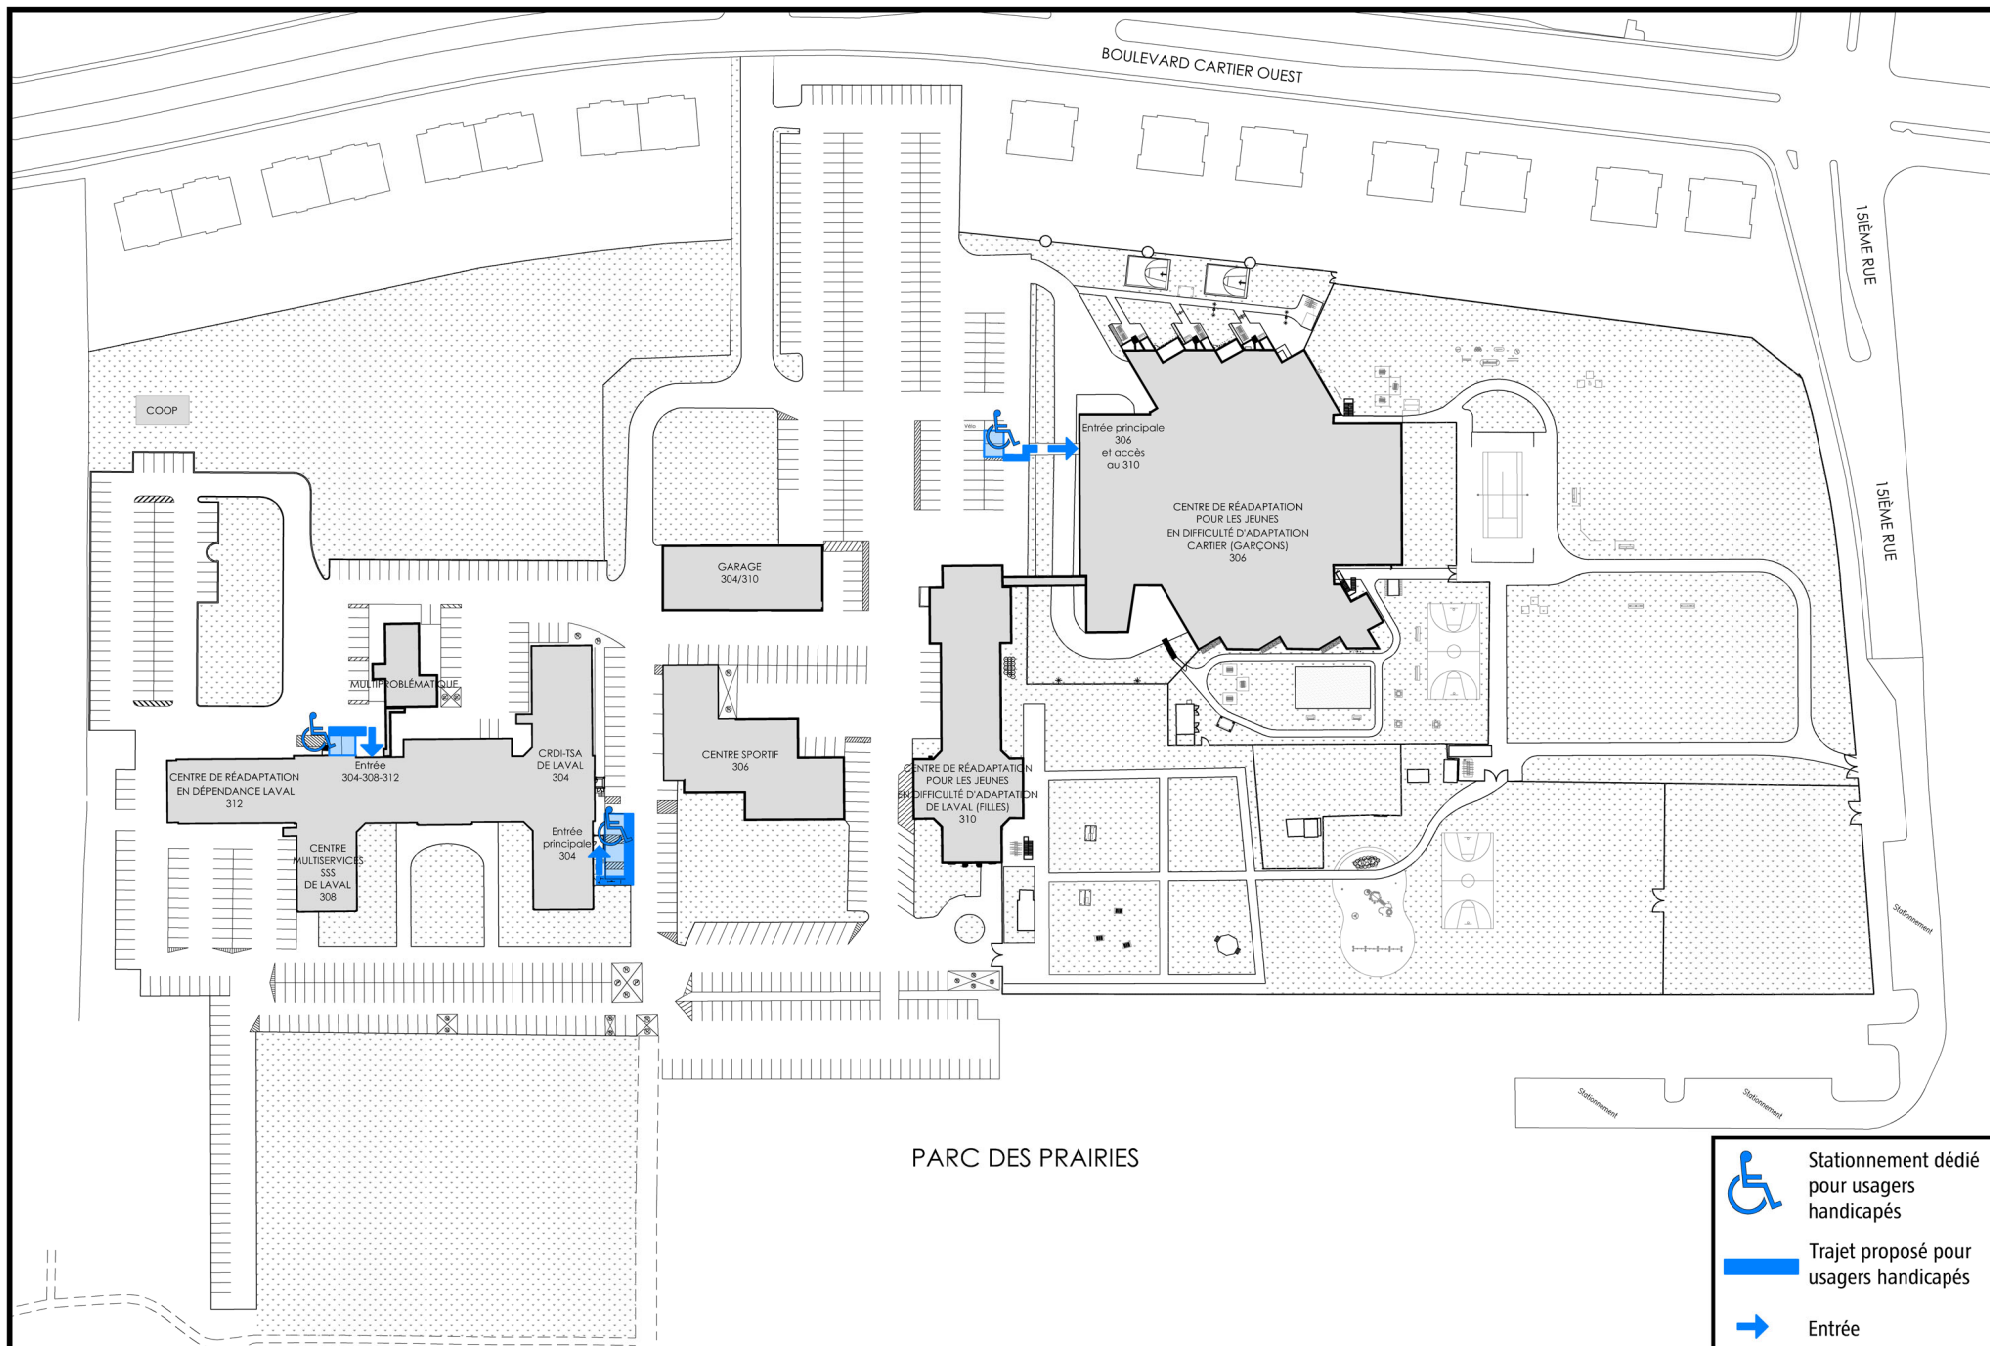 BOULEVARD CARTIER OUEST
15IÈME RUE
COOP
Vélo
Entrée principale
306
et accès
au 310
CENTRE DE RÉADAPTATION
POUR LES JEUNES
EN DIFFICULTÉ D'ADAPTATION
CARTIER (GARÇONS)
306
15IÈME RUE
GARAGE
304/310
MULTIPROBLÉMATIQUE
CENTRE DE RÉADAPTATION
EN DÉPENDANCE LAVAL
312
Entrée
304-308-312
CRDI-TSA
DE LAVAL
304
CENTRE SPORTIF
306
CENTRE DE RÉADAPTATION
POUR LES JEUNES
EN DIFFICULTÉ D'ADAPTATION
DE LAVAL (FILLES)
310
Entrée
principale
304
CENTRE
MULTISERVICES
SSS
DE LAVAL
308
Stationnement
Stationnement
Stationnement
PARC DES PRAIRIES
Stationnement dédié
pour usagers
handicapés
Trajet proposé pour
usagers handicapés
Entrée